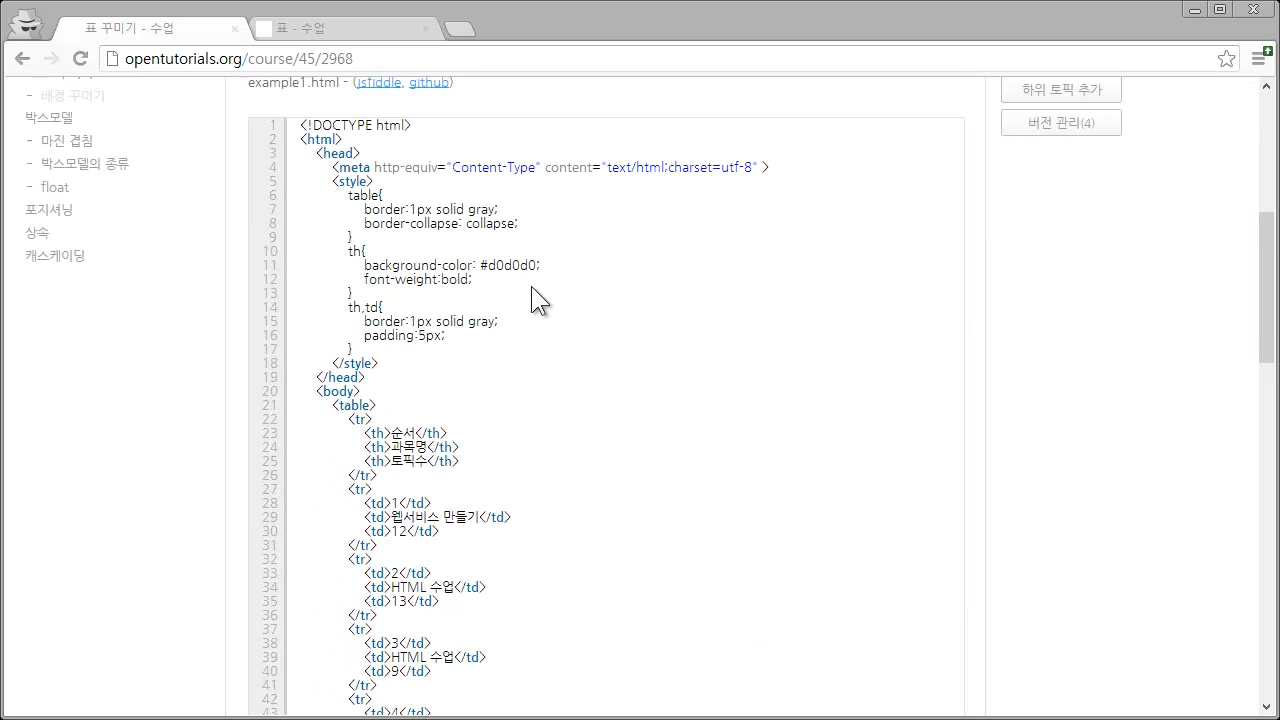 표 꾸미기 - 수업
표 - 수업
opentutorials.org/course/45/2968
- 배경 꾸미기
박스모델
- 마진 겹침
- 박스모델의 종류
- float
포지셔닝
상속
캐스케이딩
example1.html - (jsfiddle, github)
하위 토픽 추가
버전 관리(4)
1 <!DOCTYPE html>
2 <html>
3 <head>
4 <meta http-equiv="Content-Type" content="text/html;charset=utf-8" >
5 <style>
6 table{
7 border:1px solid gray;
8 border-collapse: collapse;
9 }
10 th{
11 background-color: #d0d0d0;
12 font-weight:bold;
13 }
14 th,td{
15 border:1px solid gray;
16 padding:5px;
17 }
18 </style>
19 </head>
20 <body>
21 <table>
22 <tr>
23 <th>순서</th>
24 <th>과목명</th>
25 <th>토픽수</th>
26 </tr>
27 <tr>
28 <td>1</td>
29 <td>웹서비스 만들기</td>
30 <td>12</td>
31 </tr>
32 <tr>
33 <td>2</td>
34 <td>HTML 수업</td>
35 <td>13</td>
36 </tr>
37 <tr>
38 <td>3</td>
39 <td>HTML 수업</td>
40 <td>9</td>
41 </tr>
42 <tr>
43 <td>4</td>